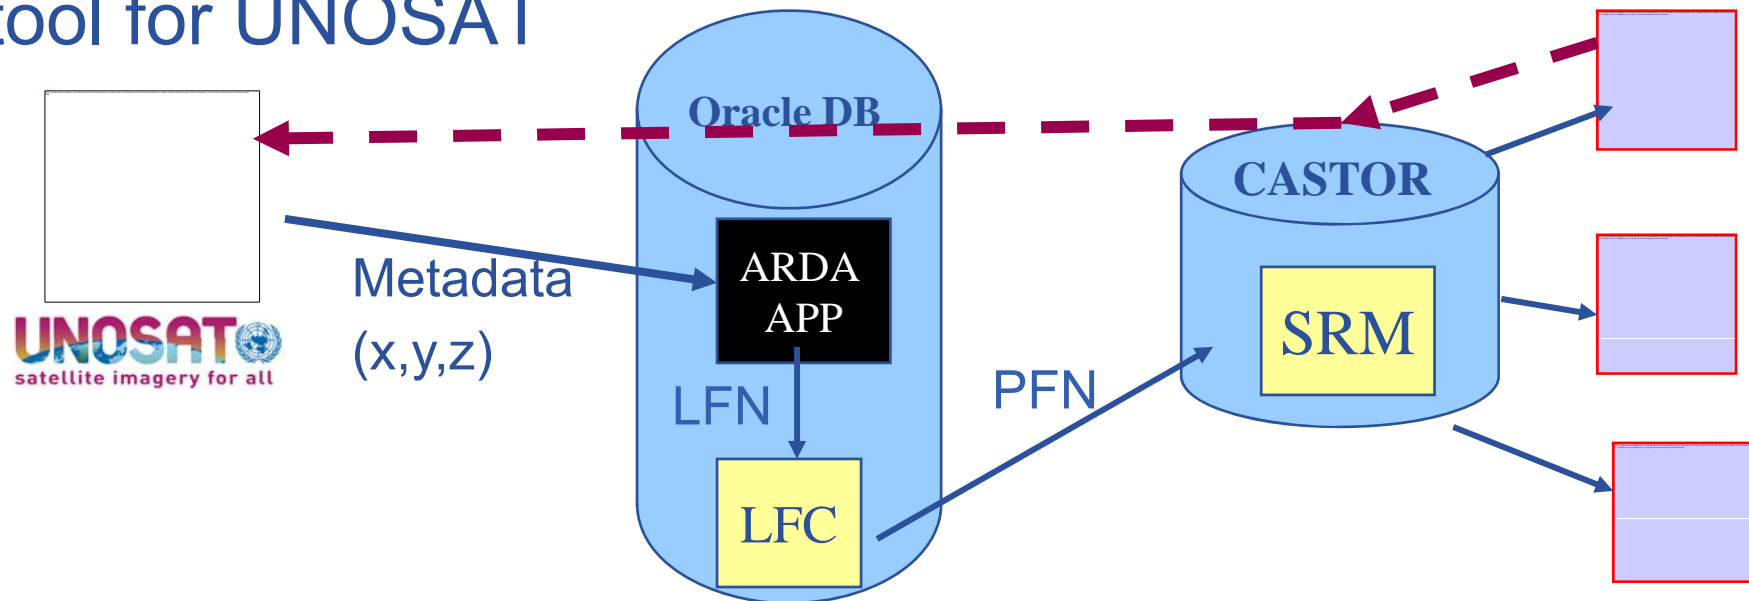 tool for UNOSAT
Oracle DB
CASTOR
ARDA
APP
Metadata
(x,y,z)
SRM
UNOSAT
satellite imagery for all
LFN
PFN
LFC